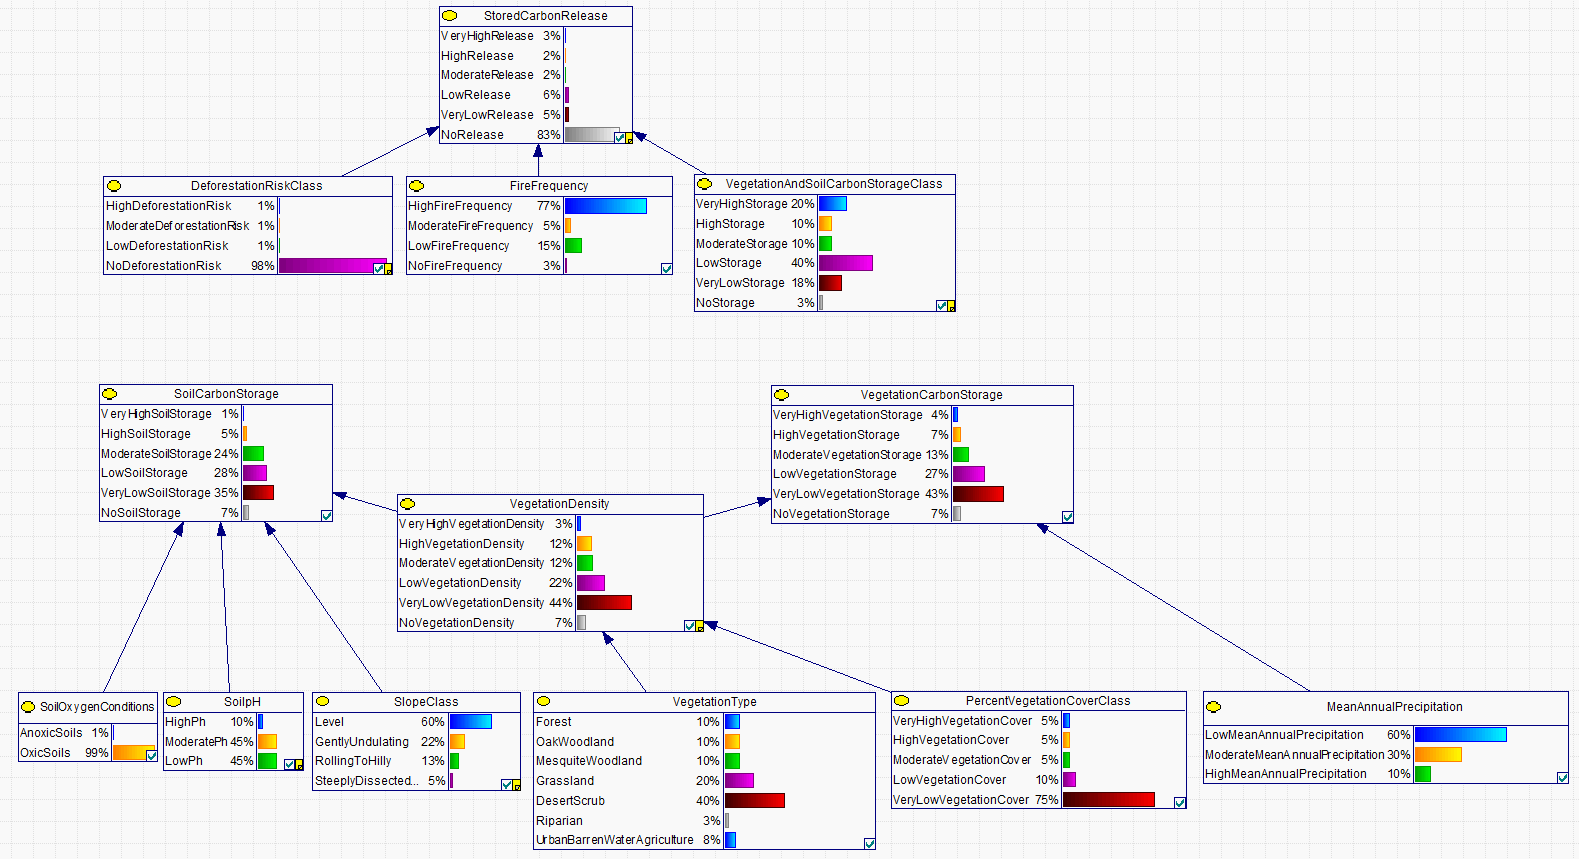 StoredCarbonRelease
VeryHighRelease 3%
HighRelease 2%
ModerateRelease 2%
LowRelease 6%
VeryLowRelease 5%
NoRelease 83%
DeforestationRiskClass
HighDeforestationRisk 1%
ModerateDeforestationRisk 1%
LowDeforestationRisk 1%
NoDeforestationRisk 98%
FireFrequency
HighFireFrequency 77%
ModerateFireFrequency 5%
LowFireFrequency 15%
NoFireFrequency 3%
VegetationAndSoilCarbonStorageClass
VeryHighStorage 20%
HighStorage 10%
ModerateStorage 10%
LowStorage 40%
VeryLowStorage 18%
NoStorage 3%
SoilCarbonStorage
VeryHighSoilStorage 1%
HighSoilStorage 5%
ModerateSoilStorage 24%
LowSoilStorage 28%
VeryLowSoilStorage 35%
NoSoilStorage 7%
VegetationCarbonStorage
VeryHighVegetationStorage 4%
HighVegetationStorage 7%
ModerateVegetationStorage 13%
LowVegetationStorage 27%
VeryLowVegetationStorage 43%
NoVegetationStorage 7%
VegetationDensity
VeryHighVegetationDensity 3%
HighVegetationDensity 12%
ModerateVegetationDensity 12%
LowVegetationDensity 22%
VeryLowVegetationDensity 44%
NoVegetationDensity 7%
SoilOxygenConditions
AnoxicSoils 1%
OxicSoils 99%
SoilpH
HighPh 10%
ModeratePh 45%
LowPh 45%
SlopeClass
Level 60%
GentlyUndulating 22%
RollingToHilly 13%
SteeplyDissected... 5%
VegetationType
Forest 10%
OakWoodland 10%
MesquiteWoodland 10%
Grassland 20%
DesertScrub 40%
Riparian 3%
UrbanBarrenWaterAgriculture 8%
PercentVegetationCoverClass
VeryHighVegetationCover 5%
HighVegetationCover 5%
ModerateVegetationCover 5%
LowVegetationCover 10%
VeryLowVegetationCover 75%
MeanAnnualPrecipitation
LowMeanAnnualPrecipitation 60%
ModerateMeanAnnualPrecipitation 30%
HighMeanAnnualPrecipitation 10%